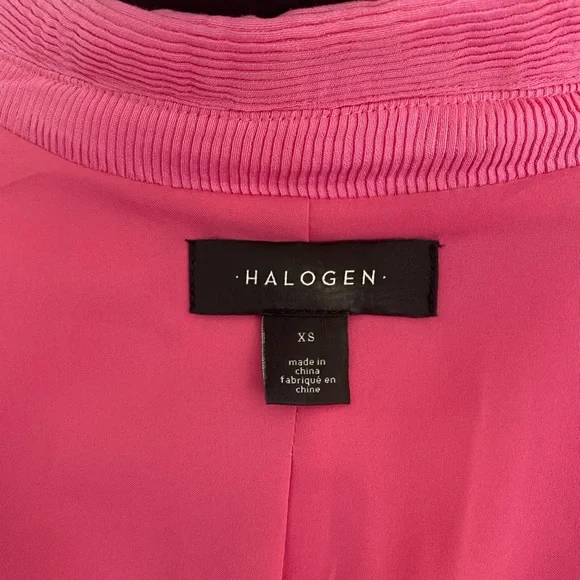 ·HALOGEN·
XS
made in
china
fabriqué en
chine